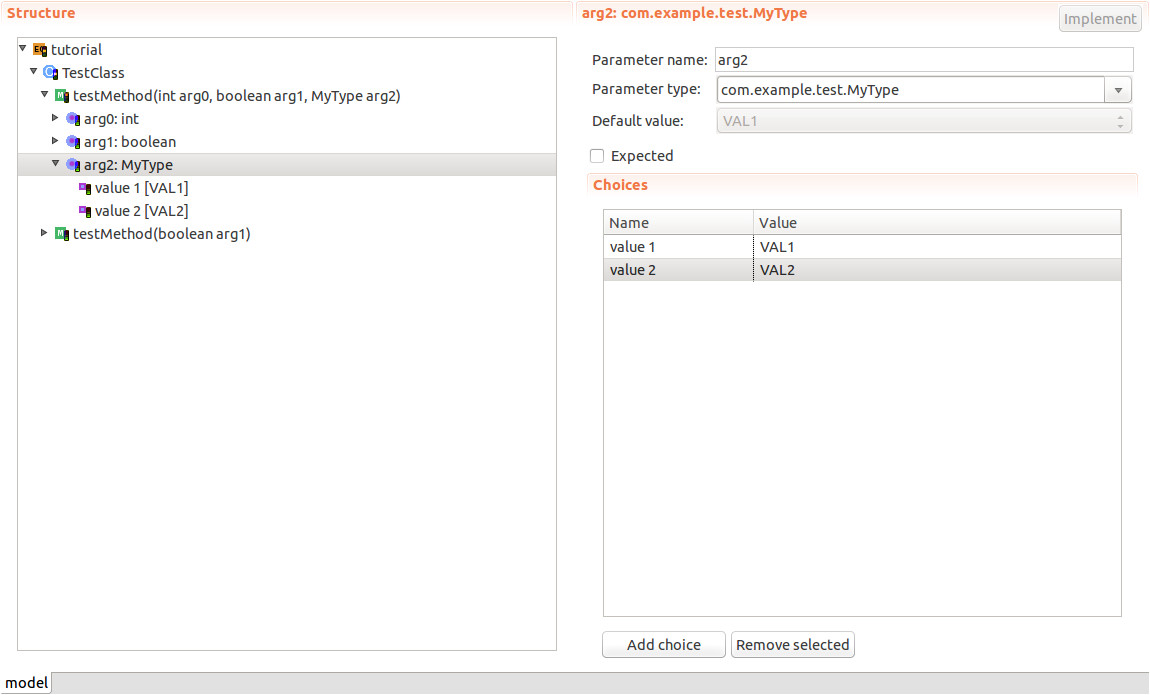 Structure
tutorial
TestClass
testMethod(int arg0, boolean arg1, MyType arg2)
arg0: int
arg1: boolean
arg2: MyType
value 1 [VAL1]
value 2 [VAL2]
testMethod(boolean arg1)
arg2: com.example.test.MyType
Implement
Parameter name: arg2
Parameter type: com.example.test.MyType
Default value: VAL1
Expected
Choices
Name Value
value 1 VAL1
value 2 VAL2
Add choice Remove selected
model